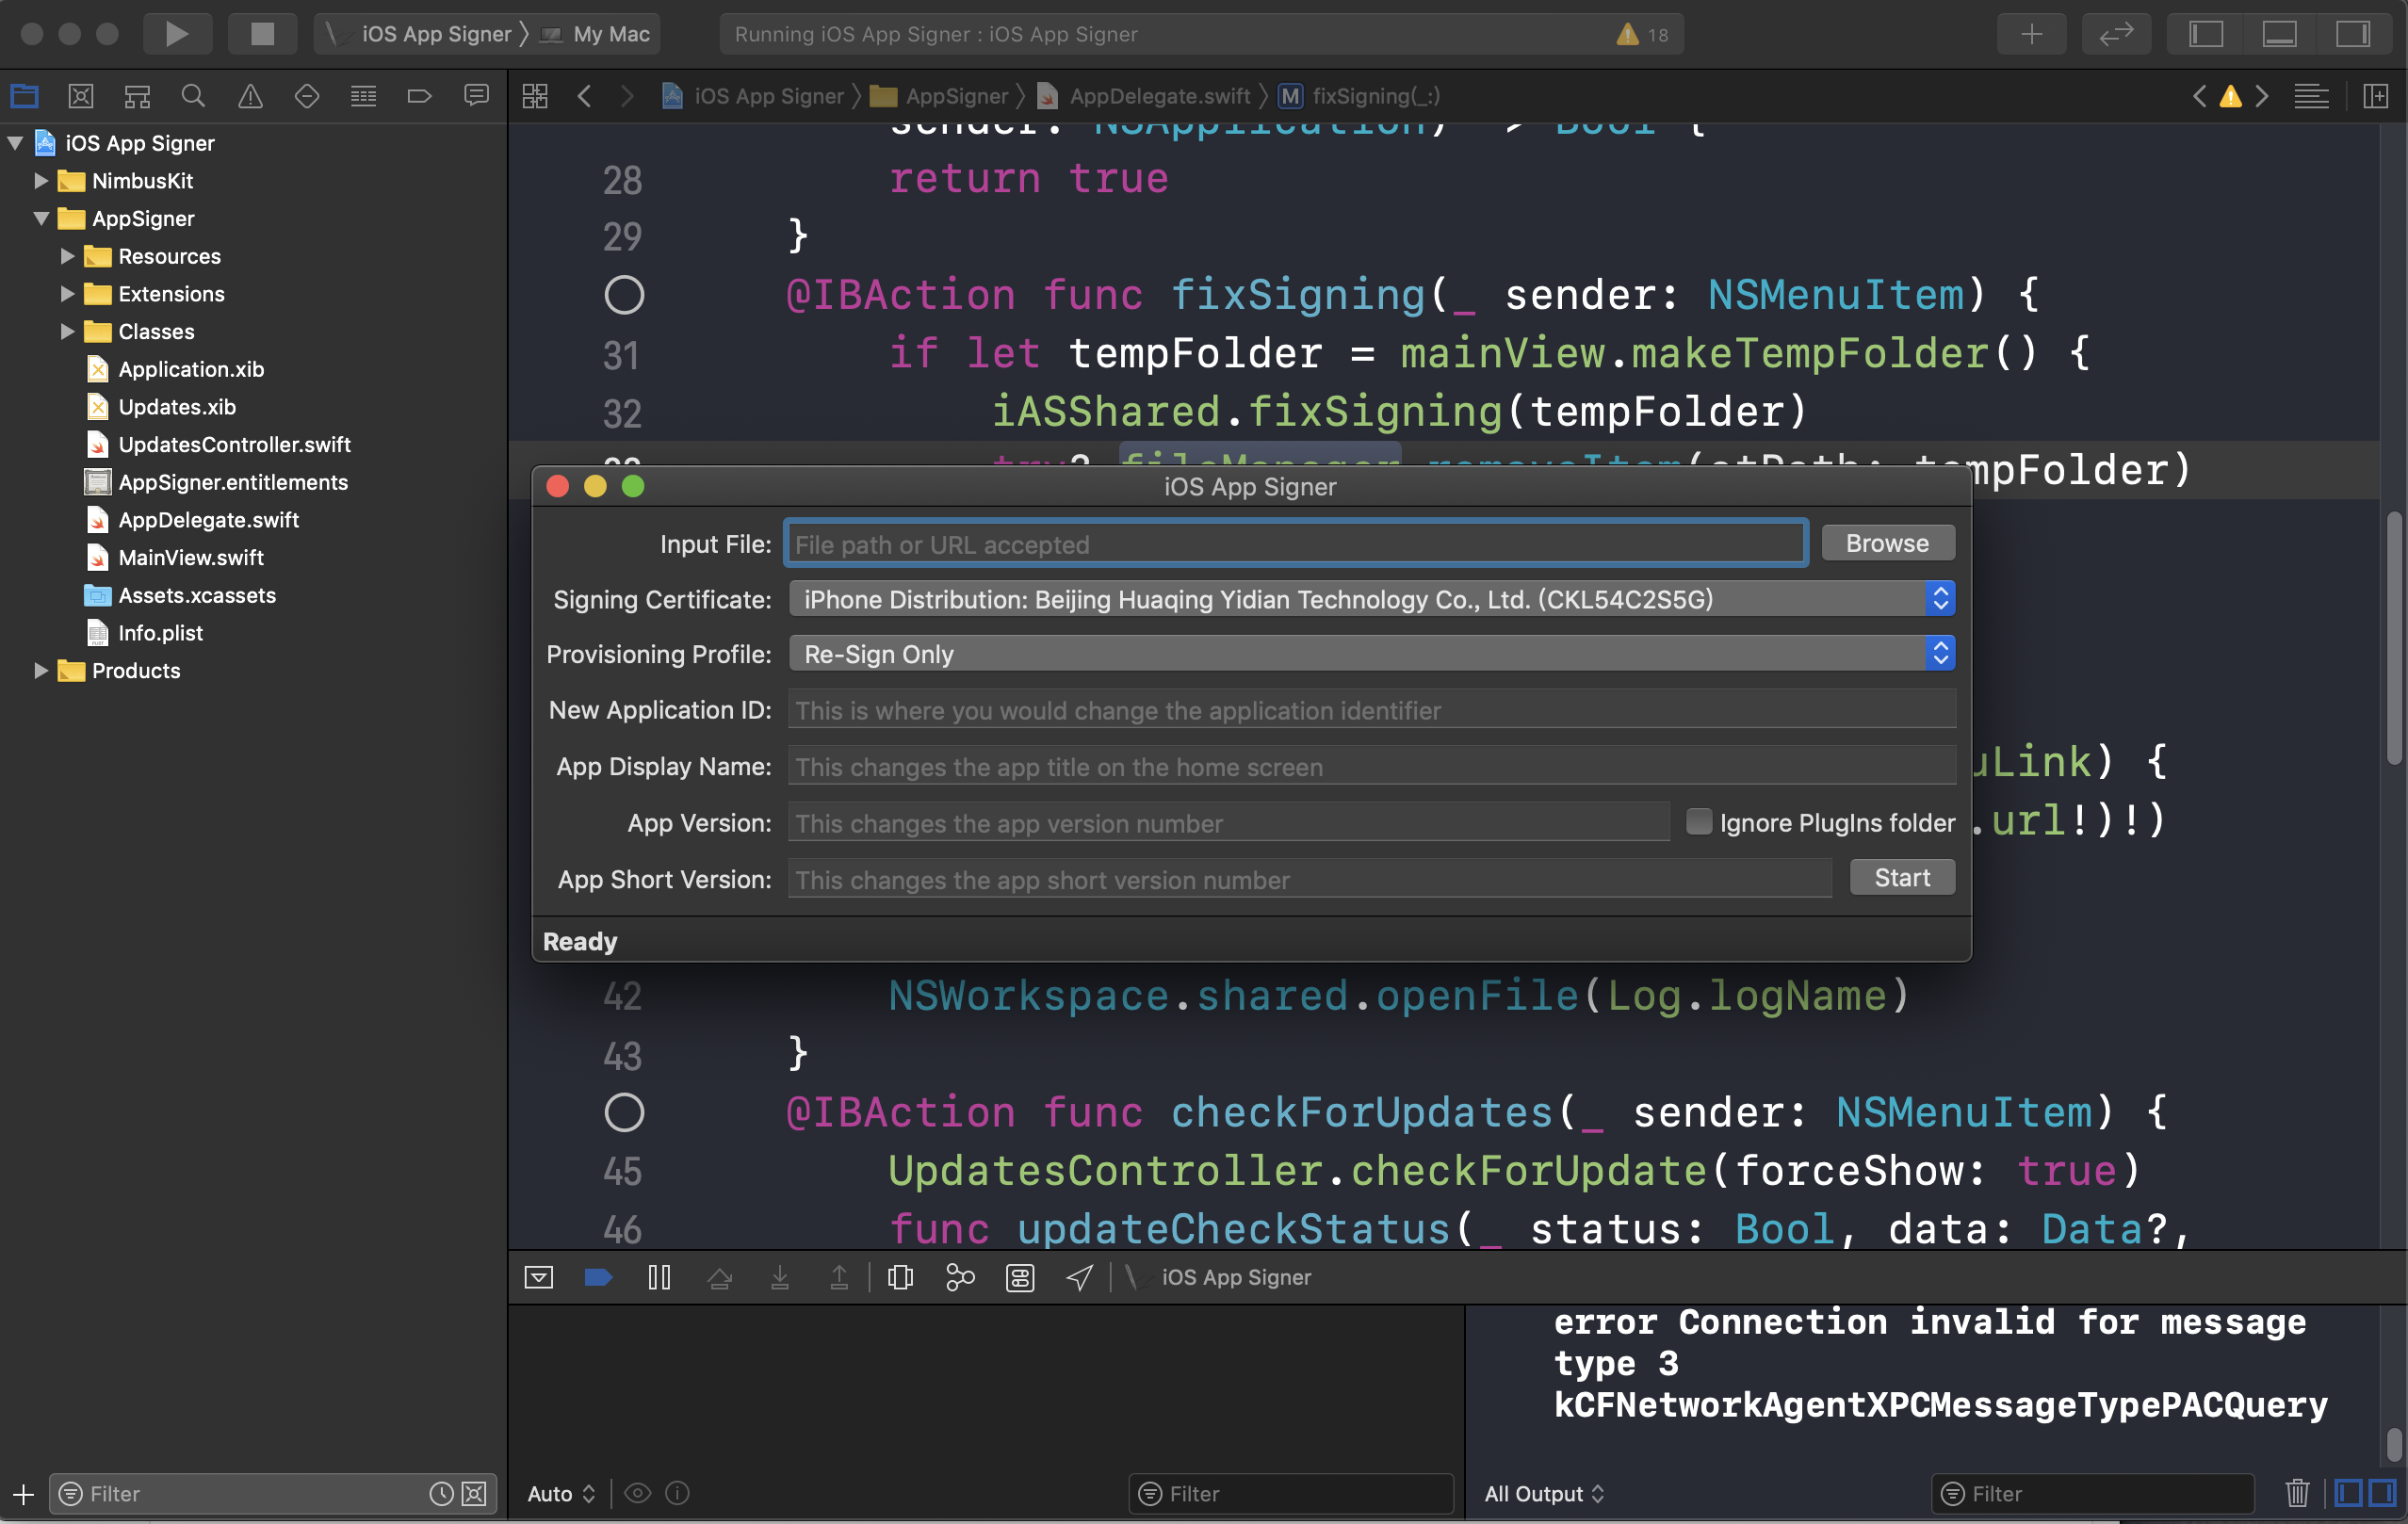 iOS App Signer 〉 My Mac
Running iOS App Signer : iOS App Signer
18
iOS App Signer 〉 AppSigner 〉 AppDelegate.swift 〉 M fixSigning(_:)
iOS App Signer
NimbusKit
AppSigner
Resources
Extensions
Classes
Application.xib
Updates.xib
UpdatesController.swift
AppSigner.entitlements
AppDelegate.swift
MainView.swift
Assets.xcassets
Info.plist
Products
sender: NSApplication) -> Bool {
28 return true
29 }
@IBAction func fixSigning(_ sender: NSMenuItem) {
31 if let tempFolder = mainView.makeTempFolder() {
32 iASShared.fixSigning(tempFolder)
33 try? fileManager.removeItem(atPath: tempFolder)
iOS App Signer
Input File: File path or URL accepted Browse
Signing Certificate: iPhone Distribution: Beijing Huaqing Yidian Technology Co., Ltd. (CKL54C2S5G)
Provisioning Profile: Re-Sign Only
New Application ID: This is where you would change the application identifier
App Display Name: This changes the app title on the home screen
uLink) {
App Version: This changes the app version number Ignore PlugIns folder
.url!)!)
App Short Version: This changes the app short version number Start
Ready
42 NSWorkspace.shared.openFile(Log.logName)
43 }
@IBAction func checkForUpdates(_ sender: NSMenuItem) {
45 UpdatesController.checkForUpdate(forceShow: true)
46 func updateCheckStatus(_ status: Bool, data: Data?,
iOS App Signer
error Connection invalid for message
type 3
kCFNetworkAgentXPCMessageTypePACQuery
Filter
Auto
Filter
All Output
Filter